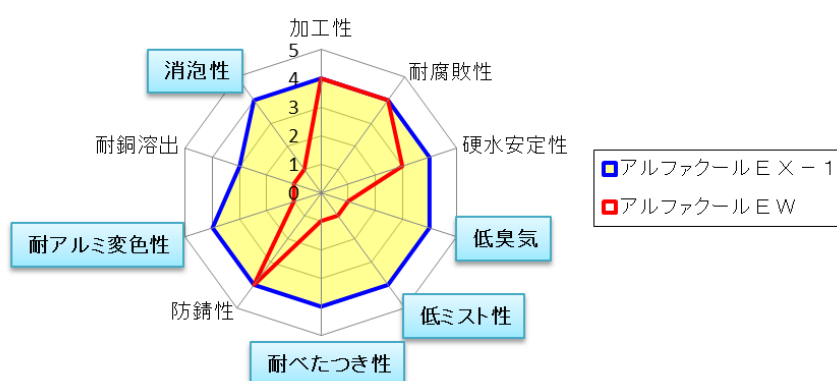 加工性
5
4
3
2
1
0
消泡性
耐腐敗性
耐銅溶出
硬水安定性
アルファクールＥＸ－１
アルファクールＥＷ
耐アルミ変色性
低臭気
防錆性
低ミスト性
耐べたつき性